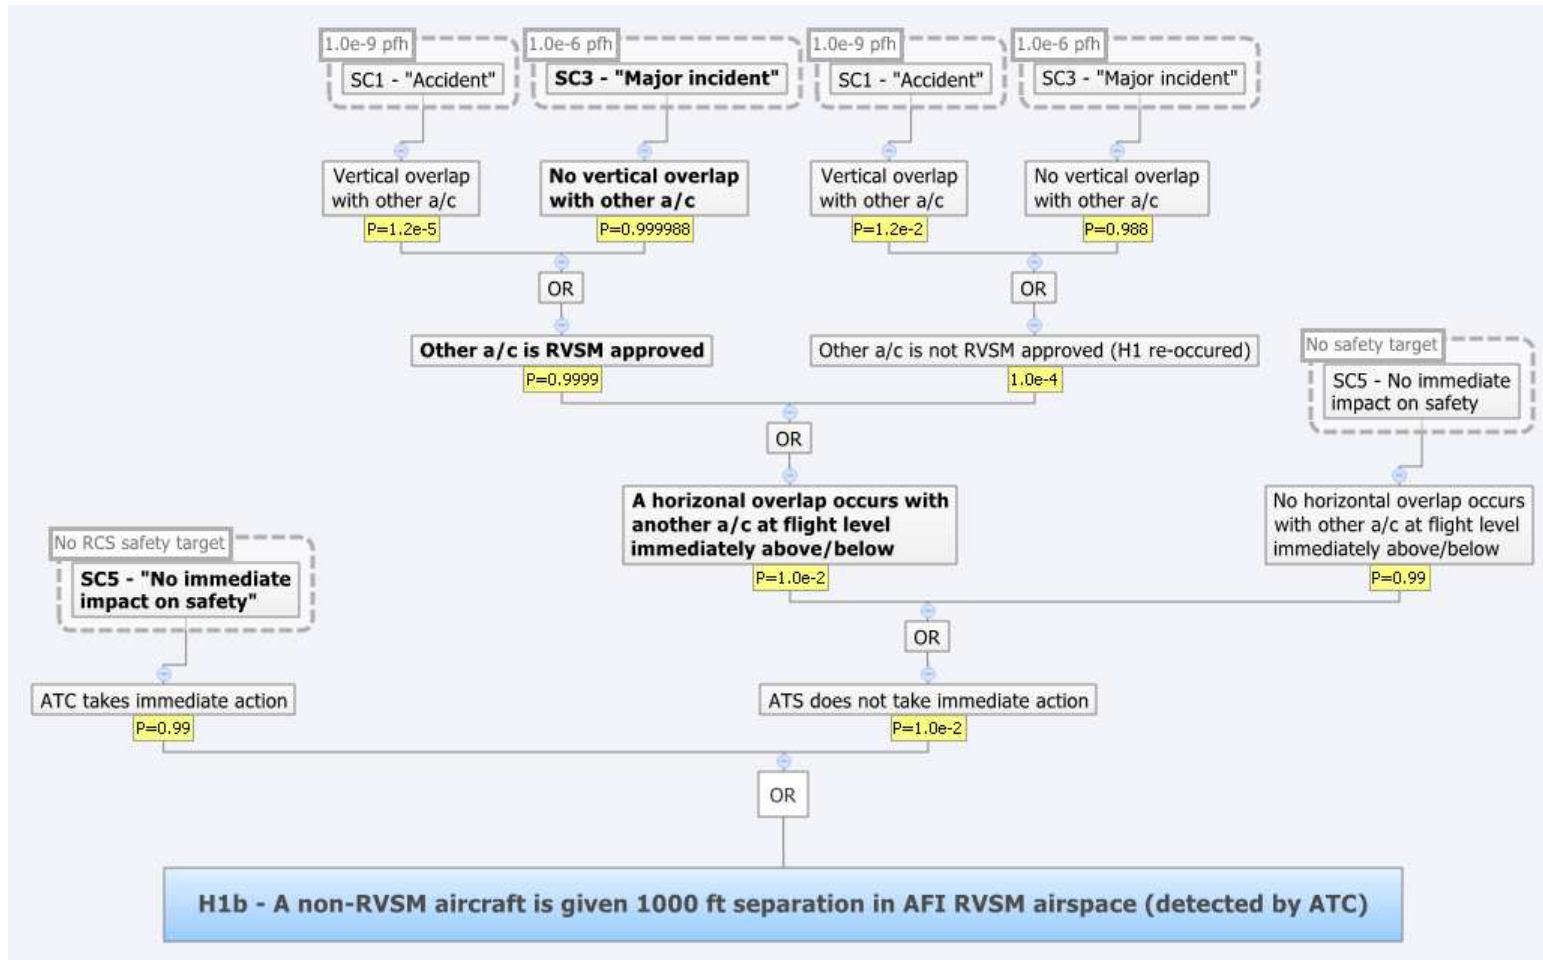 1.0e-9 pfh
SC1 - "Accident"
1.0e-6 pfh
SC3 - "Major incident"
1.0e-9 pfh
SC1 - "Accident"
1.0e-6 pfh
SC3 - "Major incident"
Vertical overlap
with other a/c
P=1.2e-5
No vertical overlap
with other a/c
P=0.999988
Vertical overlap
with other a/c
P=1.2e-2
No vertical overlap
with other a/c
P=0.988
OR
OR
Other a/c is RVSM approved
P=0.9999
Other a/c is not RVSM approved (H1 re-occured)
1.0e-4
No safety target
SC5 - No immediate
impact on safety
OR
A horizonal overlap occurs with
another a/c at flight level
immediately above/below
P=1.0e-2
No horizontal overlap occurs
with other a/c at flight level
immediately above/below
P=0.99
No RCS safety target
SC5 - "No immediate
impact on safety"
OR
ATC takes immediate action
P=0.99
ATS does not take immediate action
P=1.0e-2
OR
H1b - A non-RVSM aircraft is given 1000 ft separation in AFI RVSM airspace (detected by ATC)